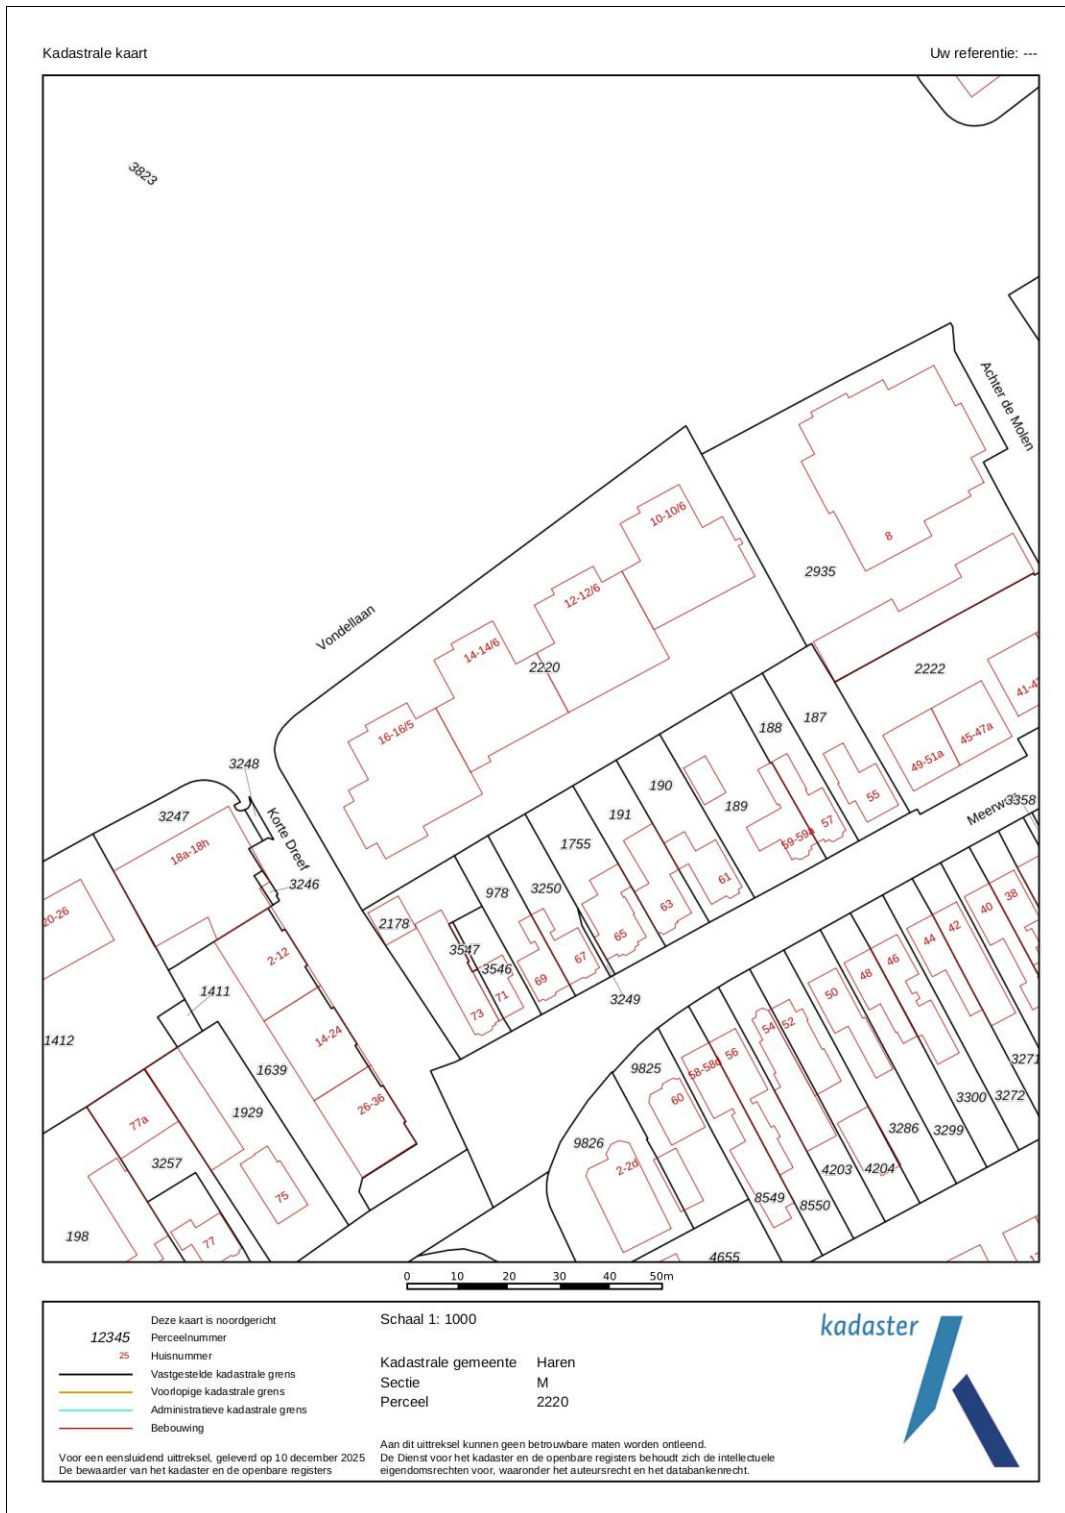 Kadastrale kaart
Uw referentie: ---
3823
Achter de Molen
10-10/6
8
2935
12-12/6
Vondellaan
14-14/6
2220
2222
41-4
16-16/5
187
188
45-47a
49-51a
3248
190
189
55
3358
Meerw
3247
Korte Dreef
191
57
59-59a
18a-18h
1755
61
3246
978
3250
63
38
20-26
2178
40
65
42
44
3547
2-12
3546
67
46
69
48
1411
71
50
3249
73
54
52
14-24
1412
56
3271
1639
9825
58-58d
3272
26-36
60
3300
1929
77a
9826
3286
3299
3257
2-2d
4203
4204
75
8549
8550
198
77
4655
0 10 20 30 40 50m
Deze kaart is noordgericht
12345 Perceelnummer
25 Huisnummer
Vastgestelde kadastrale grens
Voorlopige kadastrale grens
Administratieve kadastrale grens
Bebouwing
Voor een eensluidend uittreksel, geleverd op 10 december 2025
De bewaarder van het kadaster en de openbare registers
Schaal 1: 1000
Kadastrale gemeente Haren
Sectie M
Perceel 2220
Aan dit uittreksel kunnen geen betrouwbare maten worden ontleend.
De Dienst voor het kadaster en de openbare registers behoudt zich de intellectuele
eigendomsrechten voor, waaronder het auteursrecht en het databankenrecht.
kadaster